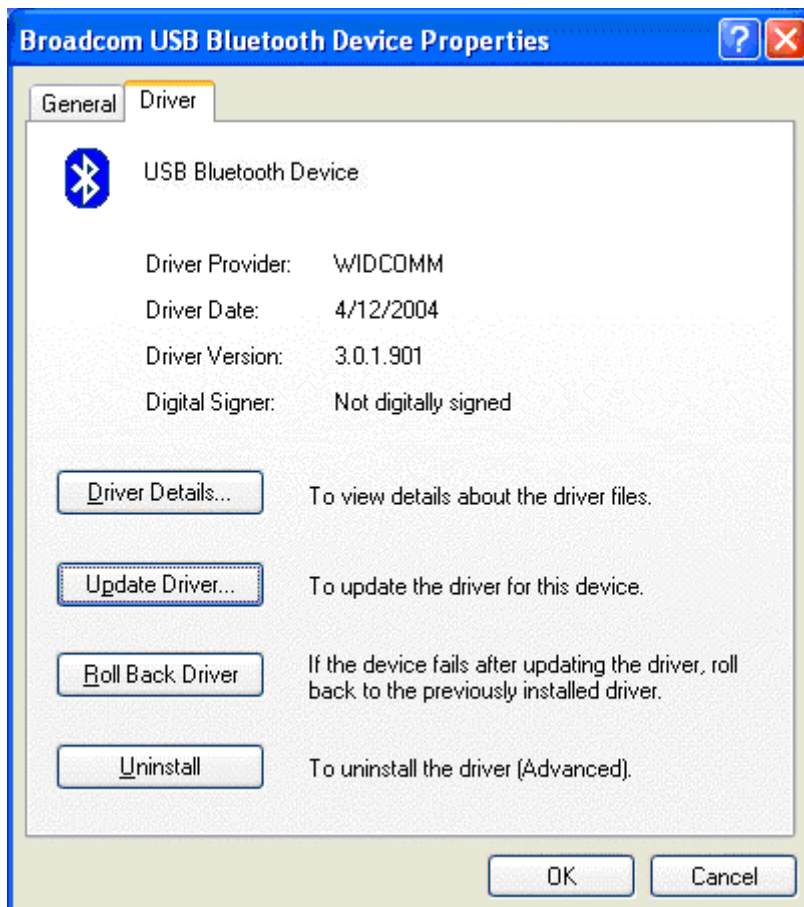 Broadcom USB Bluetooth Device Properties
General Driver
USB Bluetooth Device
Driver Provider: WIDCOMM
Driver Date: 4/12/2004
Driver Version: 3.0.1.901
Digital Signer: Not digitally signed
Driver Details... To view details about the driver files.
Update Driver... To update the driver for this device.
Roll Back Driver If the device fails after updating the driver, roll
back to the previously installed driver.
Uninstall To uninstall the driver (Advanced).
OK Cancel